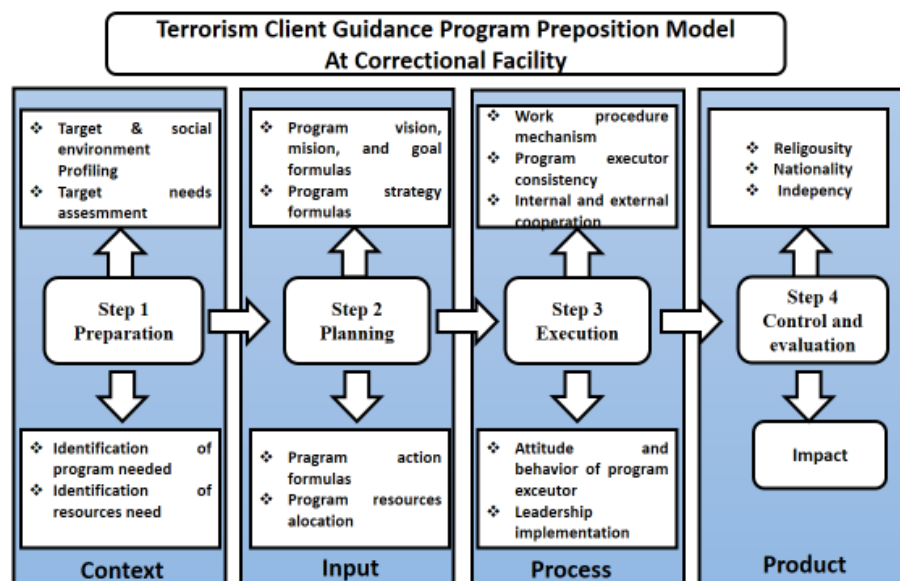 Terrorism Client Guidance Program Preposition Model
At Correctional Facility
❖ Target & social
environment
Profiling
❖ Target needs
assesmment
Step 1
Preparation
❖ Identification of
program needed
❖ Identification of
resources need
Context
❖ Program vision,
mision, and goal
formulas
❖ Program strategy
formulas
Step 2
Planning
❖ Pragram action
formulas
❖ Program resources
alocation
Input
❖ Work procedure
mechanism
❖ Program executor
consistency
❖ Internal and external
cooperation
Step 3
Execution
❖ Attitude and
behavior of program
exceutor
❖ Leadership
implementation
Process
❖ Religousity
❖ Nationality
❖ Indepency
Step 4
Control and
evaluation
Impact
Product